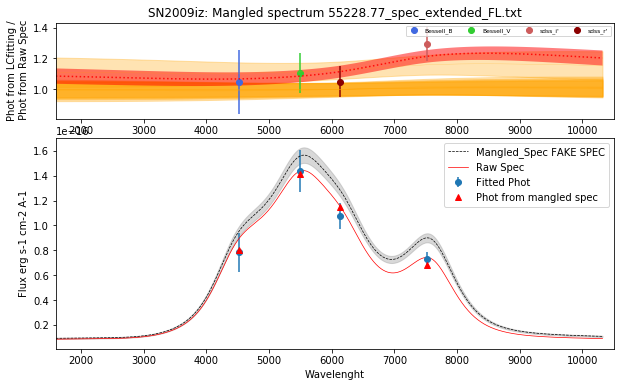 SN2009iz: Mangled spectrum 55228.77_spec_extended_FL.txt
Phot from LCfitting /
Phot from Raw Spec
1.4
1.2
1.0
Bessell_B
Bessell_V
sdss_i'
sdss_r'
2000 3000 4000 5000 6000 7000 8000 9000 10000
1e−16
Flux erg s-1 cm-2 A-1
1.6
1.4
1.2
1.0
0.8
0.6
0.4
0.2
Mangled_Spec FAKE SPEC
Raw Spec
Fitted Phot
Phot from mangled spec
2000 3000 4000 5000 6000 7000 8000 9000 10000
Wavelenght